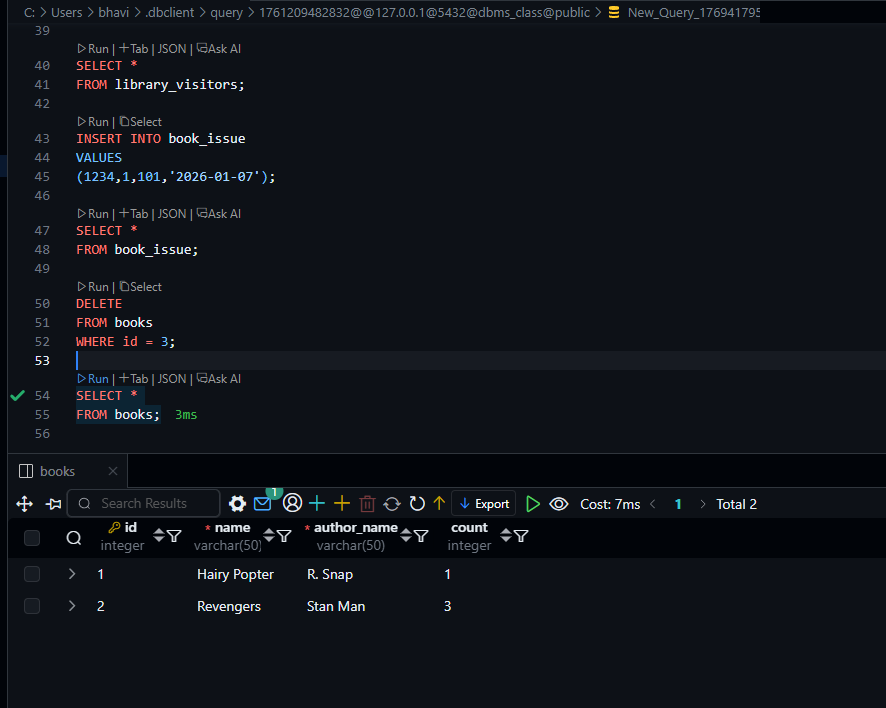 C: > Users > bhavi > .dbclient > query > 1761209482832@@127.0.0.1@5432@dbms_class@public > New_Query_176941795
39
Run | Tab | JSON | Ask AI
40 SELECT *
41 FROM library_visitors;
42
Run | Select
43 INSERT INTO book_issue
44 VALUES
45 (1234,1,101,'2026-01-07');
46
Run | Tab | JSON | Ask AI
47 SELECT *
48 FROM book_issue;
49
Run | Select
50 DELETE
51 FROM books
52 WHERE id = 3;
53
Run | Tab | JSON | Ask AI
54 SELECT *
55 FROM books; 3ms
56
books
Search Results 1 Export Cost: 7ms < 1 > Total 2
id * name * author_name count
integer varchar(50) varchar(50) integer
1 Hairy Popter R. Snap 1
2 Revengers Stan Man 3